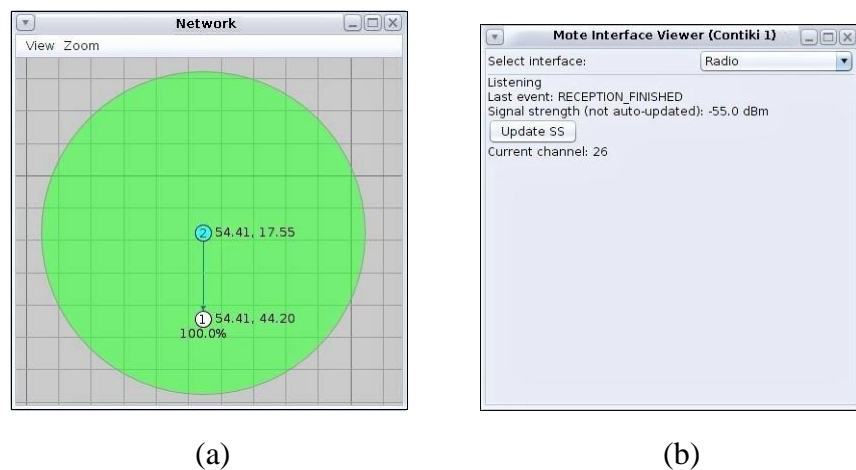 Network
View Zoom
2 54.41, 17.55
1 54.41, 44.20
100.0%
(a)
Mote Interface Viewer (Contiki 1)
Select interface: Radio
Listening
Last event: RECEPTION_FINISHED
Signal strength (not auto-updated): -55.0 dBm
Update SS
Current channel: 26
(b)